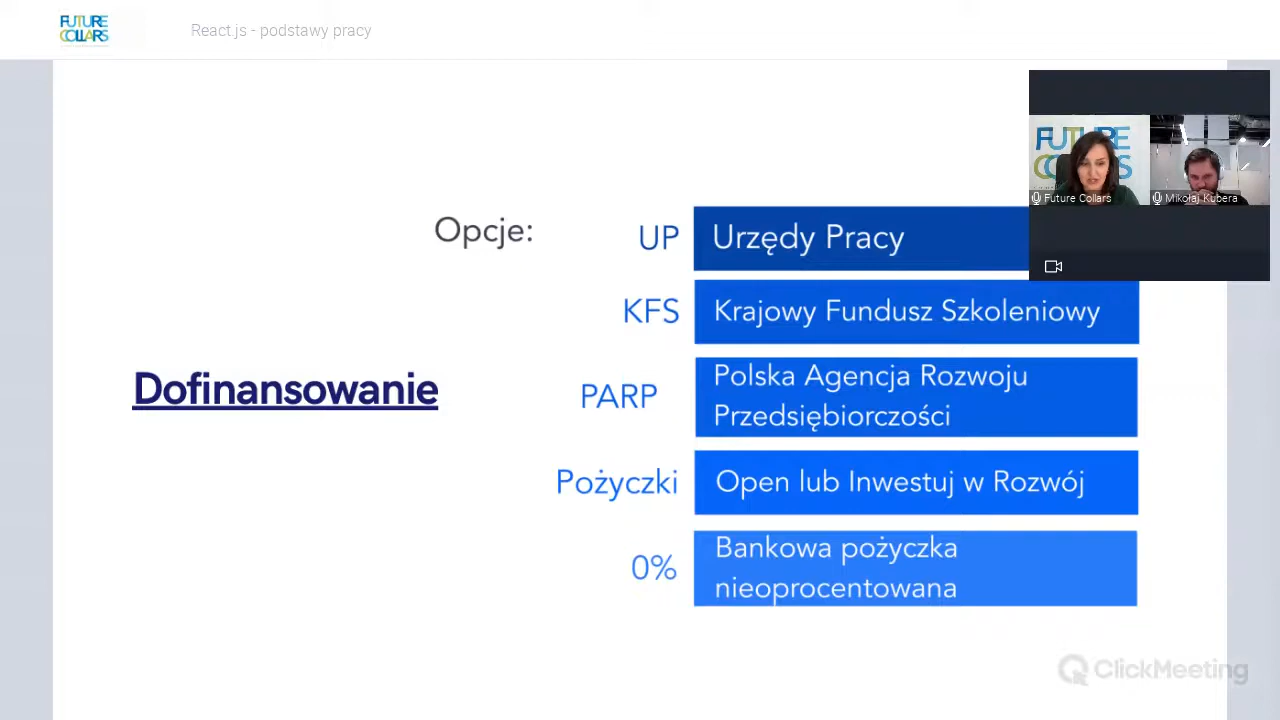 FUTURE
COLLARS
React.js - podstawy pracy
FUTURE
Future Collars
Mikołaj Kubera
Opcje:
UP
Urzędy Pracy
KFS
Krajowy Fundusz Szkoleniowy
Dofinansowanie
PARP
Polska Agencja Rozwoju
Przedsiębiorczości
Pożyczki
Open lub Inwestuj w Rozwój
0%
Bankowa pożyczka
nieoprocentowana
ClickMeeting